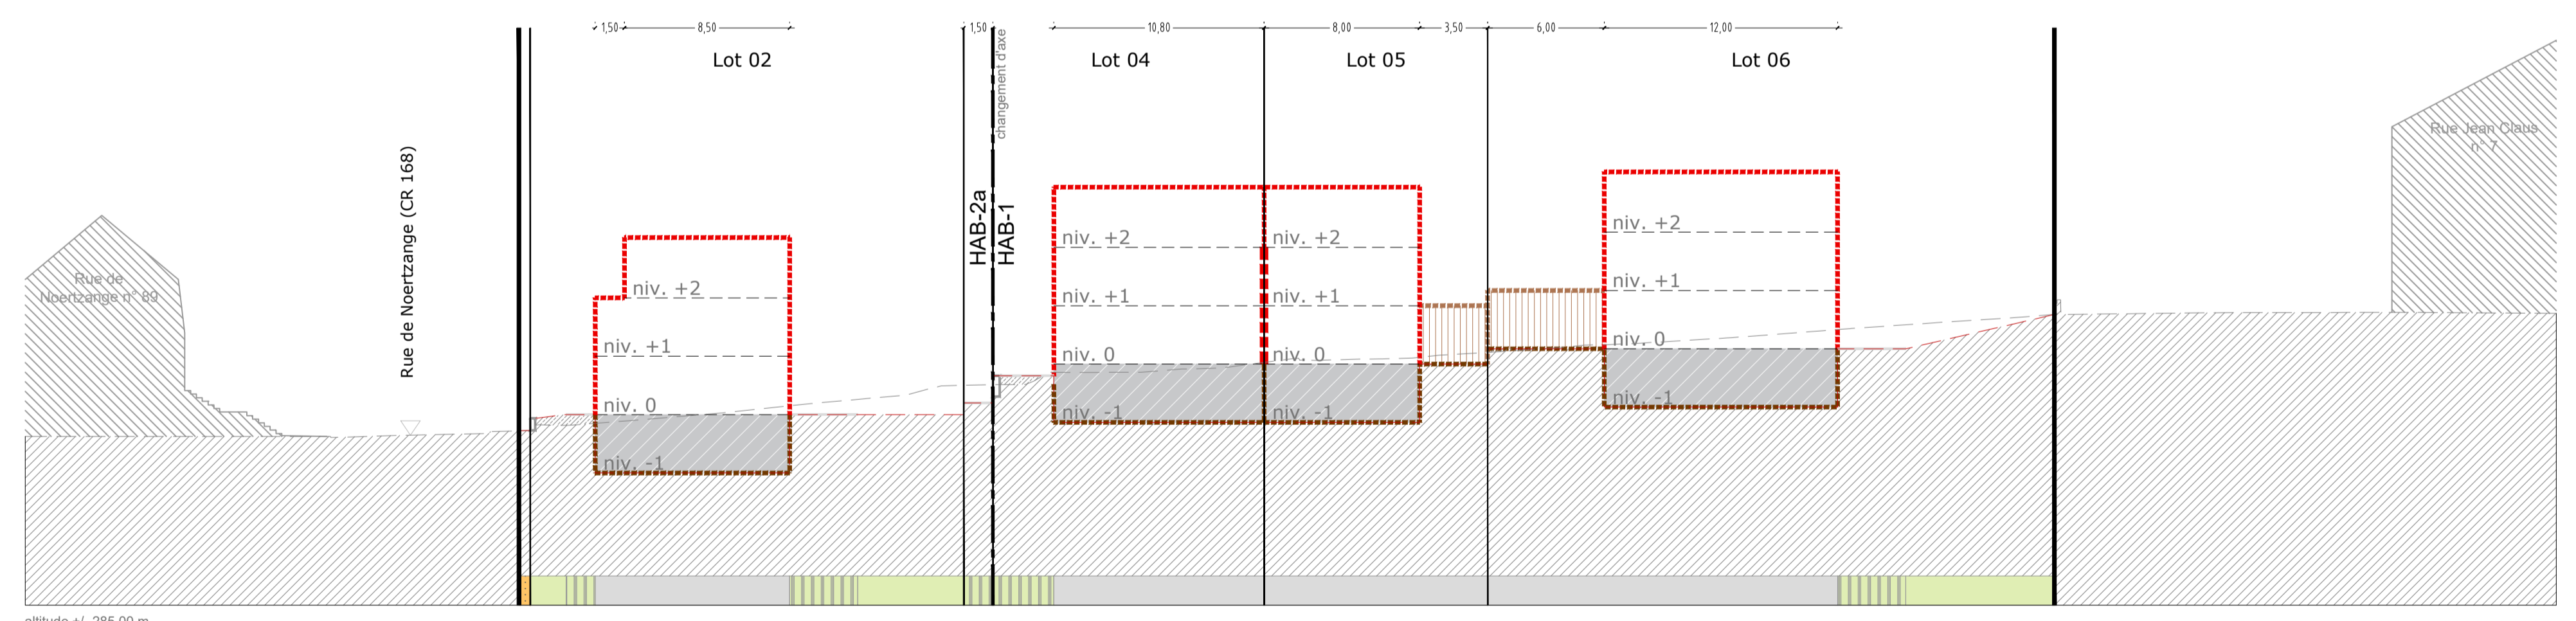 1,50 8,50 1,50 10,80 8,00 3,50 6,00 12,00
Lot 02 Lot 04 Lot 05 Lot 06
changement d'axe
Rue Jean Claus
n° 7
Rue de Noertzange (CR 168)
HAB-2a
HAB-1
Rue de
Noertzange n° 89
niv. +2
niv. +1
niv. 0
niv. -1
niv. +2
niv. +1
niv. 0
niv. -1
niv. +2
niv. +1
niv. 0
niv. -1
niv. +2
niv. +1
niv. 0
niv. -1
altitude +/- 285,00 m